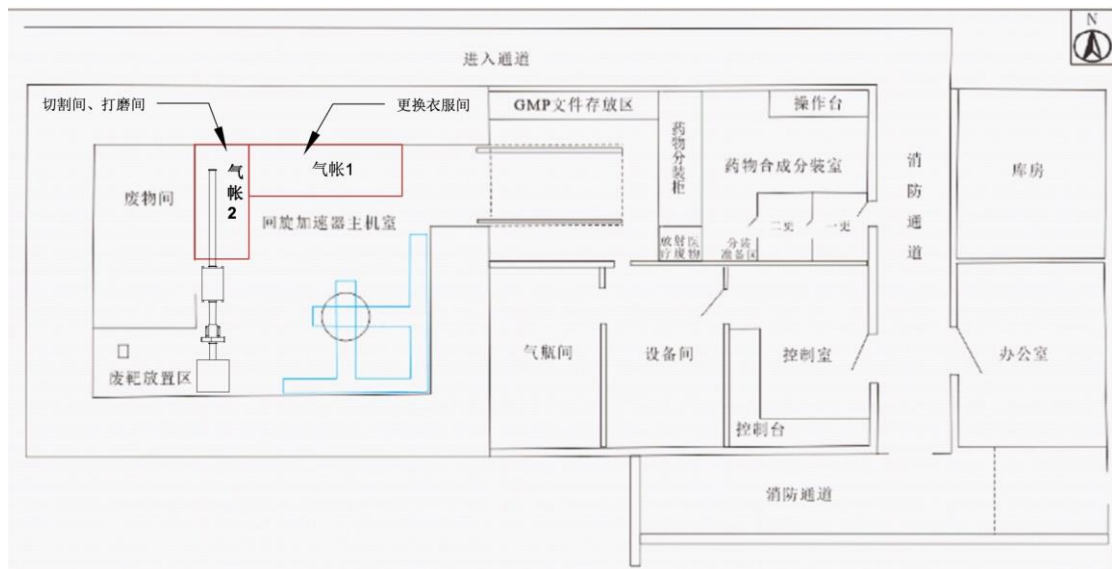 N
进入通道
切割间、打磨间
更换衣服间
GMP文件存放区
操作台
药物分装柜
气帐1
气帐2
药物合成分装室
消防通道
库房
废物间
回旋加速器主机室
二更
一更
放射医疗废物
分装准备区
气瓶间
设备间
控制室
办公室
废靶放置区
控制台
消防通道